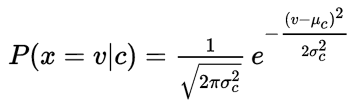 P(x = v|c) = \frac{1}{\sqrt{2\pi\sigma_c^2}} e^{-\frac{(v-\mu_c)^2}{2\sigma_c^2}}